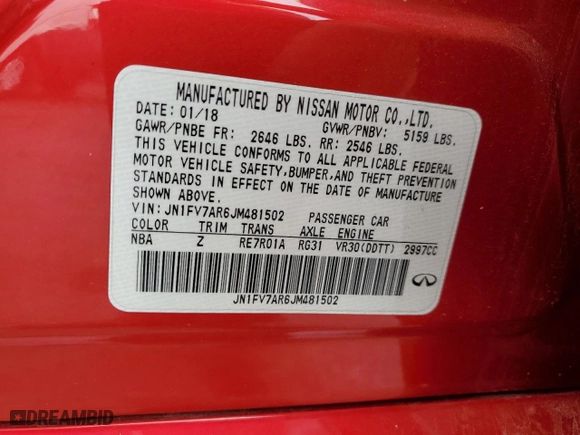 MANUFACTURED BY NISSAN MOTOR CO.,LTD.
DATE: 01/18 GVWR/PNBV: 5159 LBS.
GAWR/PNBE FR: 2646 LBS. RR: 2546 LBS.
THIS VEHICLE CONFORMS TO ALL APPLICABLE FEDERAL
MOTOR VEHICLE SAFETY,BUMPER,AND THEFT PREVENTION
STANDARDS IN EFFECT ON THE DATE OF MANUFACTURE
SHOWN ABOVE.
VIN: JN1FV7AR6JM481502 PASSENGER CAR
COLOR TRIM TRANS AXLE ENGINE
NBA Z RE7R01A RG31 VR30(DDTT) 2997CC
JN1FV7AR6JM481502
DREAMBID